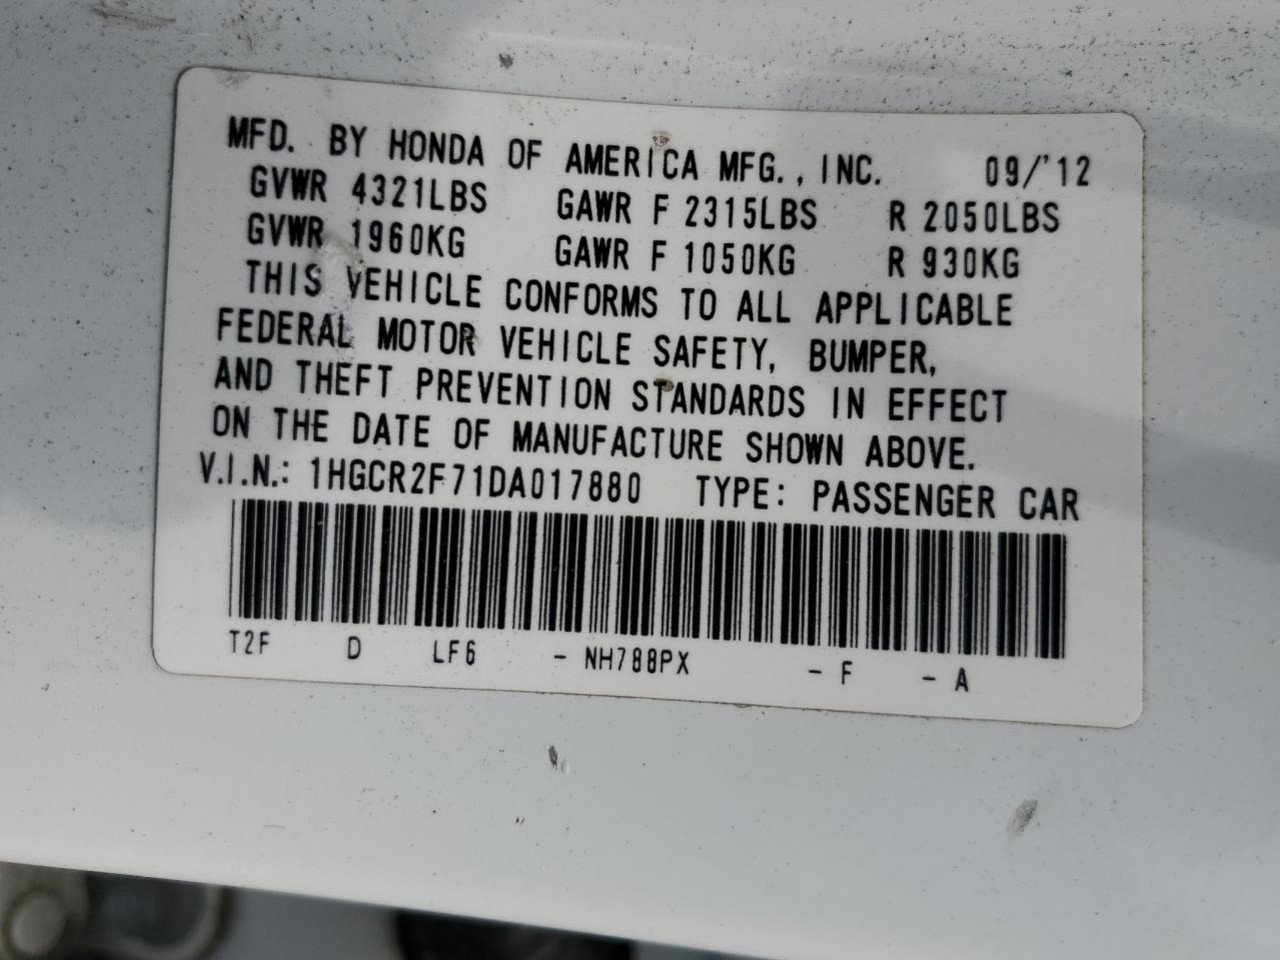 MFD. BY HONDA OF AMERICA MFG., INC. 09/'12
GVWR 4321LBS GAWR F 2315LBS R 2050LBS
GVWR 1960KG GAWR F 1050KG R 930KG
THIS VEHICLE CONFORMS TO ALL APPLICABLE
FEDERAL MOTOR VEHICLE SAFETY, BUMPER,
AND THEFT PREVENTION STANDARDS IN EFFECT
ON THE DATE OF MANUFACTURE SHOWN ABOVE.
V.I.N.: 1HGCR2F71DA017880 TYPE: PASSENGER CAR
T2F D LF6 - NH788PX - F - A